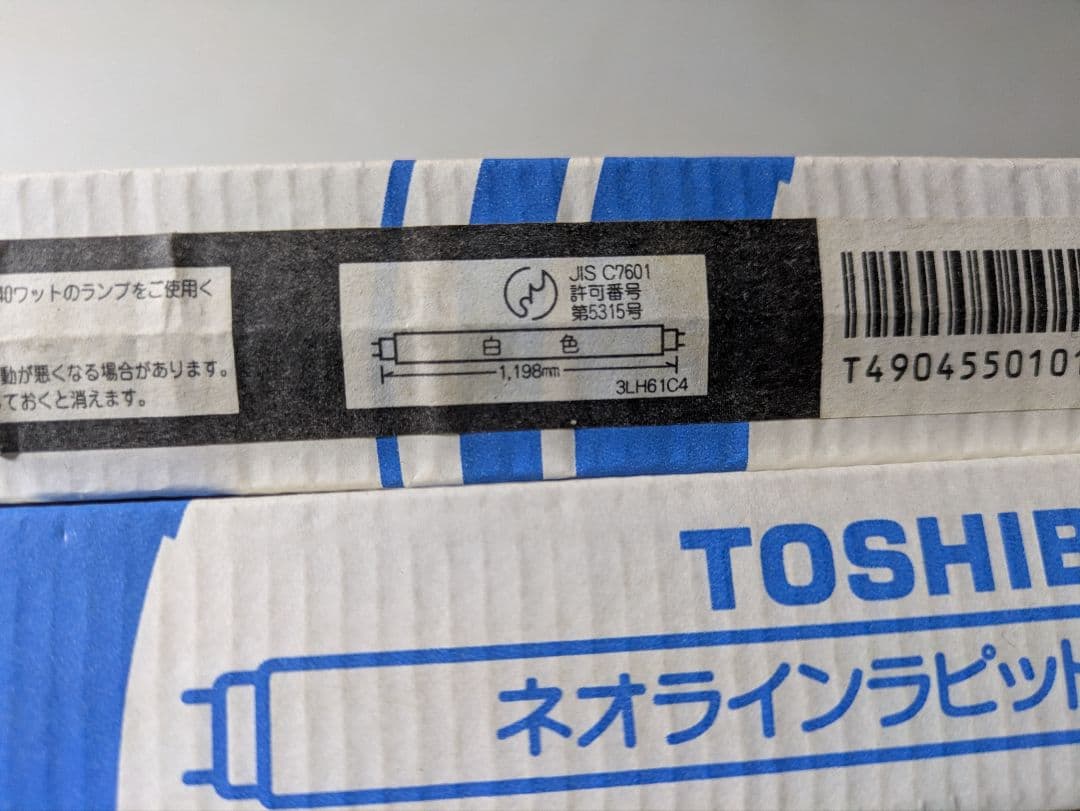 40ワットのランプをご使用く
動が悪くなる場合があります。
ておくと消えます。
JIS C7601
許可番号
第5315号
白色
1,198mm
3LH61C4
T4904550101
TOSHIB
ネオラインラピット